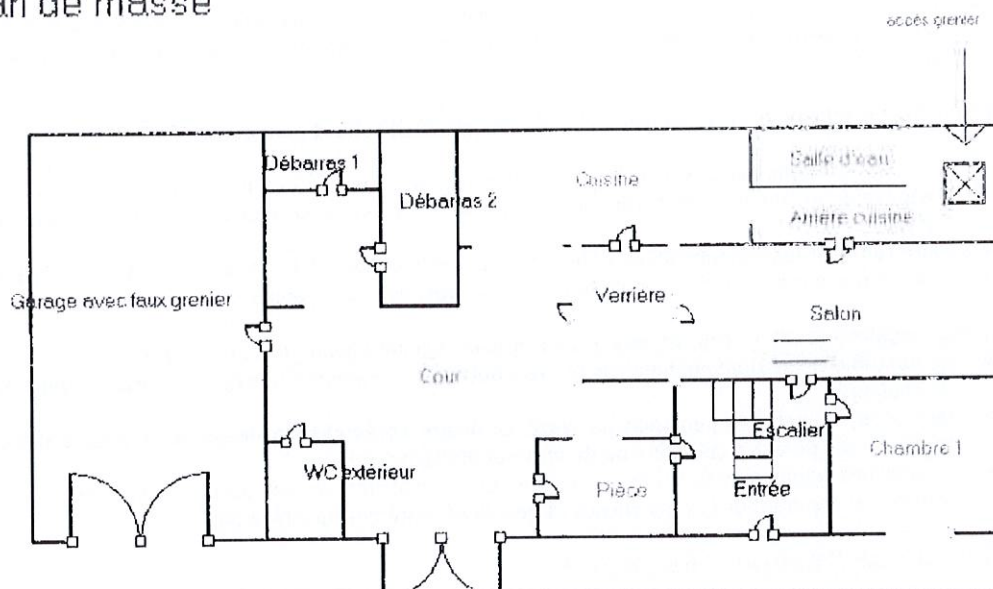 an de masse
accès grenier
Débarras 1
Salle d'eau
Cuisine
Débarras 2
Arrière cuisine
Garage avec faux grenier
Verrière
Salon
Cour
Escalier
Chambre 1
WC extérieur
Pièce
Entrée